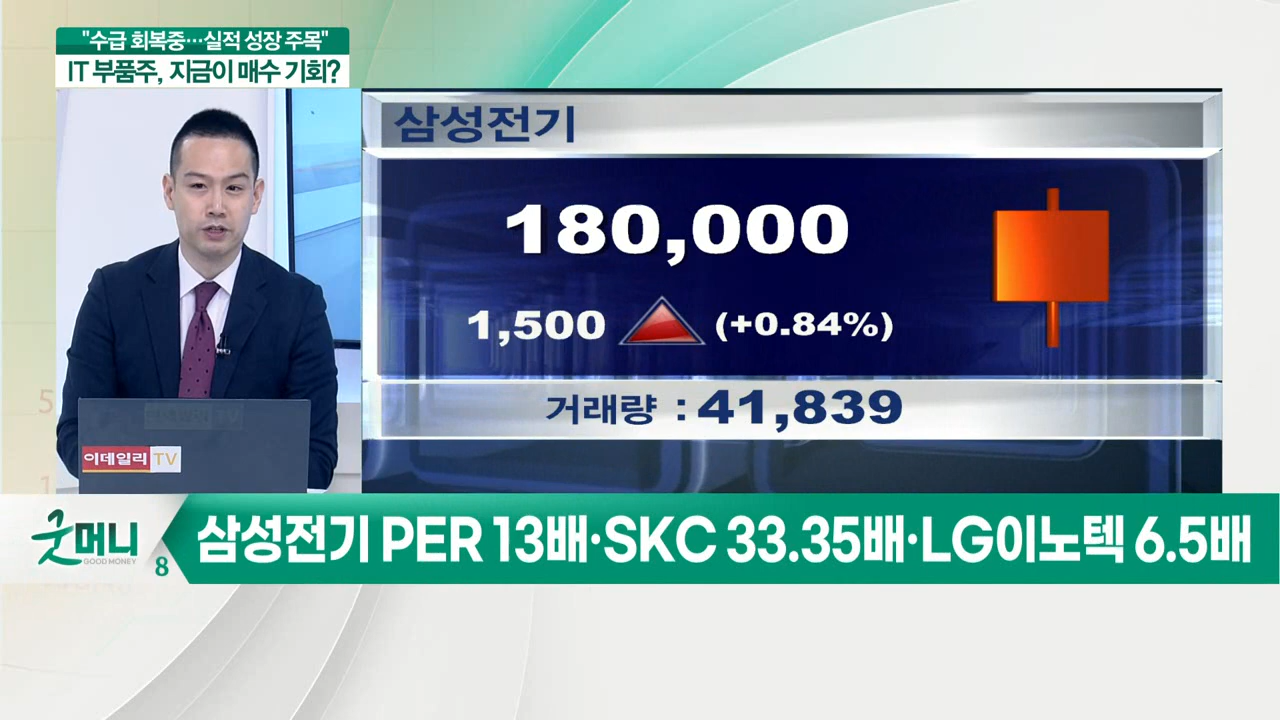 "수급 회복중…실적 성장 주목"
IT 부품주, 지금이 매수 기회?
삼성전기
180,000
1,500 (+0.84%)
거래량 : 41,839
이데일리TV
굿머니
GOOD MONEY
8
삼성전기 PER 13배·SKC 33.35배·LG이노텍 6.5배
5
1